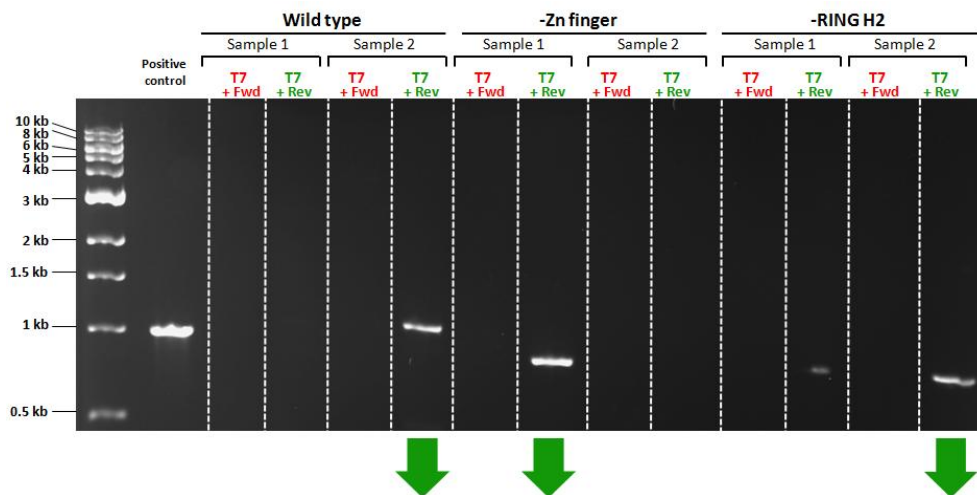 Wild type -Zn finger -RING H2
Sample 1 Sample 2 Sample 1 Sample 2 Sample 1 Sample 2
Positive
control
T7 T7 T7 T7 T7 T7 T7 T7 T7 T7 T7 T7
+ Fwd + Rev + Fwd + Rev + Fwd + Rev + Fwd + Rev + Fwd + Rev + Fwd + Rev
10 kb
8 kb
6 kb
5 kb
4 kb
3 kb
2 kb
1.5 kb
1 kb
0.5 kb